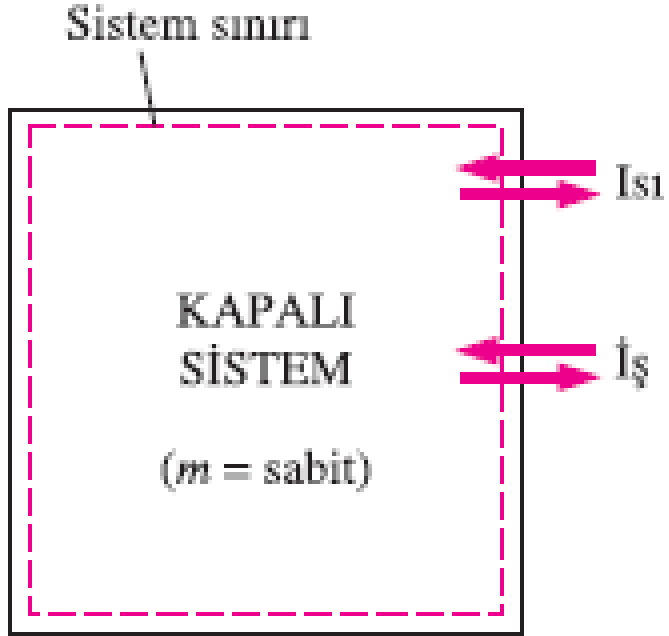 Sistem sınırı
Isı
KAPALI
SİSTEM
İş
(m = sabit)